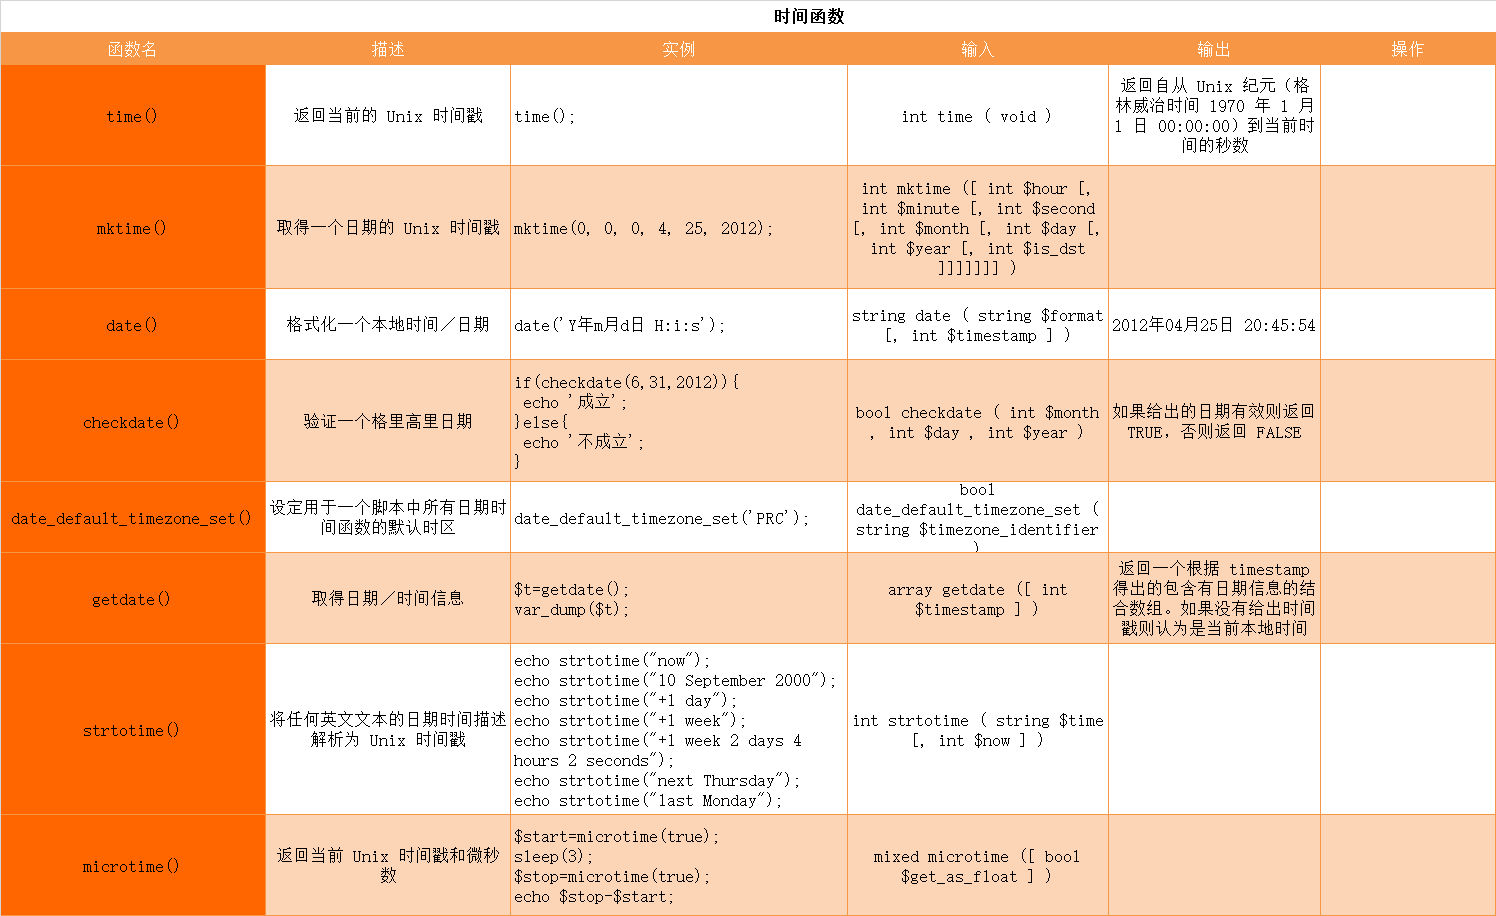 时间函数
函数名 描述 实例 输入 输出 操作
time()
返回当前的 Unix 时间戳
time();
int time ( void )
返回自从 Unix 纪元（格
林威治时间 1970 年 1 月
1 日 00:00:00）到当前时
间的秒数
mktime()
取得一个日期的 Unix 时间戳
mktime(0, 0, 0, 4, 25, 2012);
int mktime ([ int $hour [,
int $minute [, int $second
[, int $month [, int $day [,
int $year [, int $is_dst
]]]]]]] )
date()
格式化一个本地时间／日期
date('Y年m月d日 H:i:s');
string date ( string $format
[, int $timestamp ] )
2012年04月25日 20:45:54
checkdate()
验证一个格里高里日期
if(checkdate(6,31,2012)){
echo '成立';
}else{
echo '不成立';
}
bool checkdate ( int $month
, int $day , int $year )
如果给出的日期有效则返回
TRUE，否则返回 FALSE
date_default_timezone_set()
设定用于一个脚本中所有日期时
间函数的默认时区
date_default_timezone_set('PRC');
bool
date_default_timezone_set (
string $timezone_identifier
)
getdate()
取得日期／时间信息
$t=getdate();
var_dump($t);
array getdate ([ int
$timestamp ] )
返回一个根据 timestamp
得出的包含有日期信息的结
合数组。如果没有给出时间
戳则认为是当前本地时间
strtotime()
将任何英文文本的日期时间描述
解析为 Unix 时间戳
echo strtotime("now");
echo strtotime("10 September 2000");
echo strtotime("+1 day");
echo strtotime("+1 week");
echo strtotime("+1 week 2 days 4
hours 2 seconds");
echo strtotime("next Thursday");
echo strtotime("last Monday");
int strtotime ( string $time
[, int $now ] )
microtime()
返回当前 Unix 时间戳和微秒
数
$start=microtime(true);
sleep(3);
$stop=microtime(true);
echo $stop-$start;
mixed microtime ([ bool
$get_as_float ] )